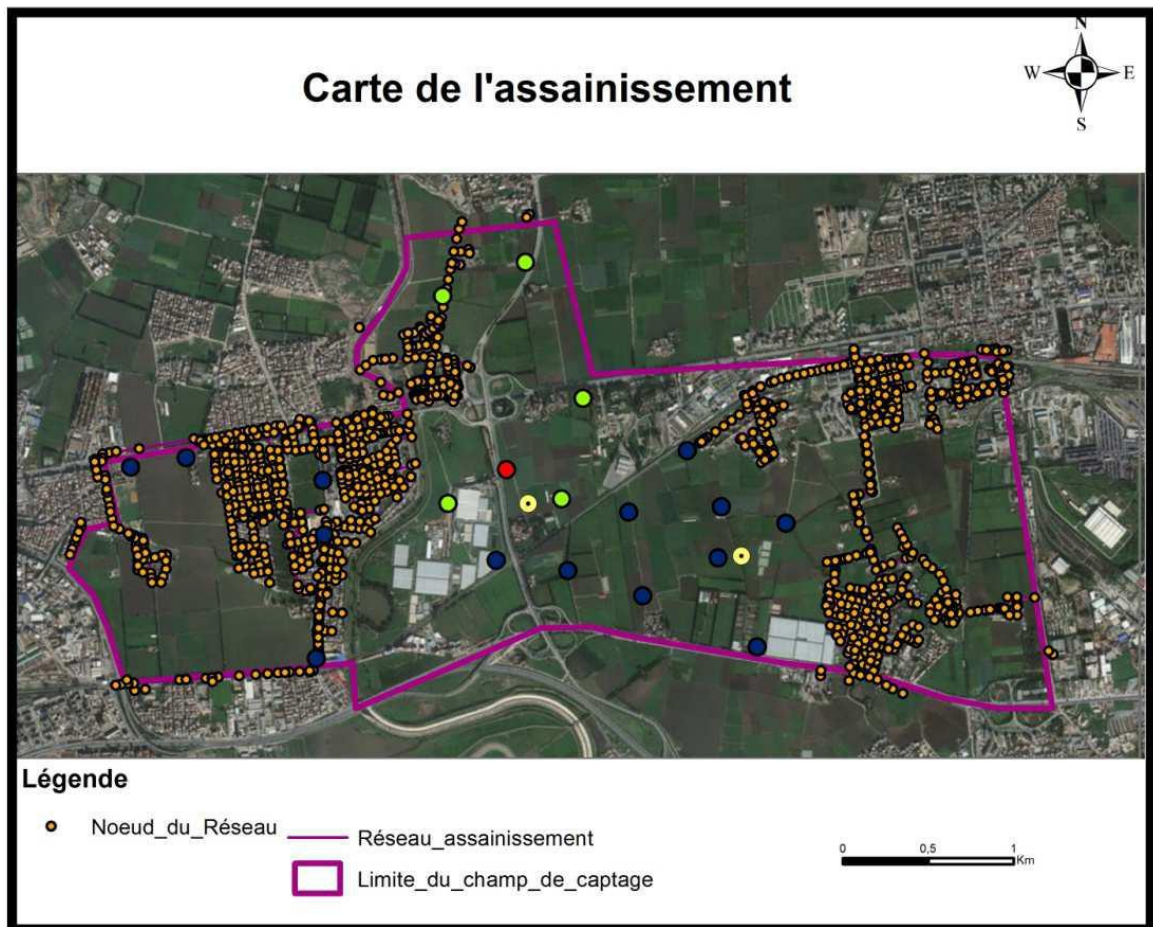 Carte de l'assainissement
N
W E
S
Légende
Noeud_du_Réseau
Réseau_assainissement
Limite_du_champ_de_captage
0 0,5 1
Km